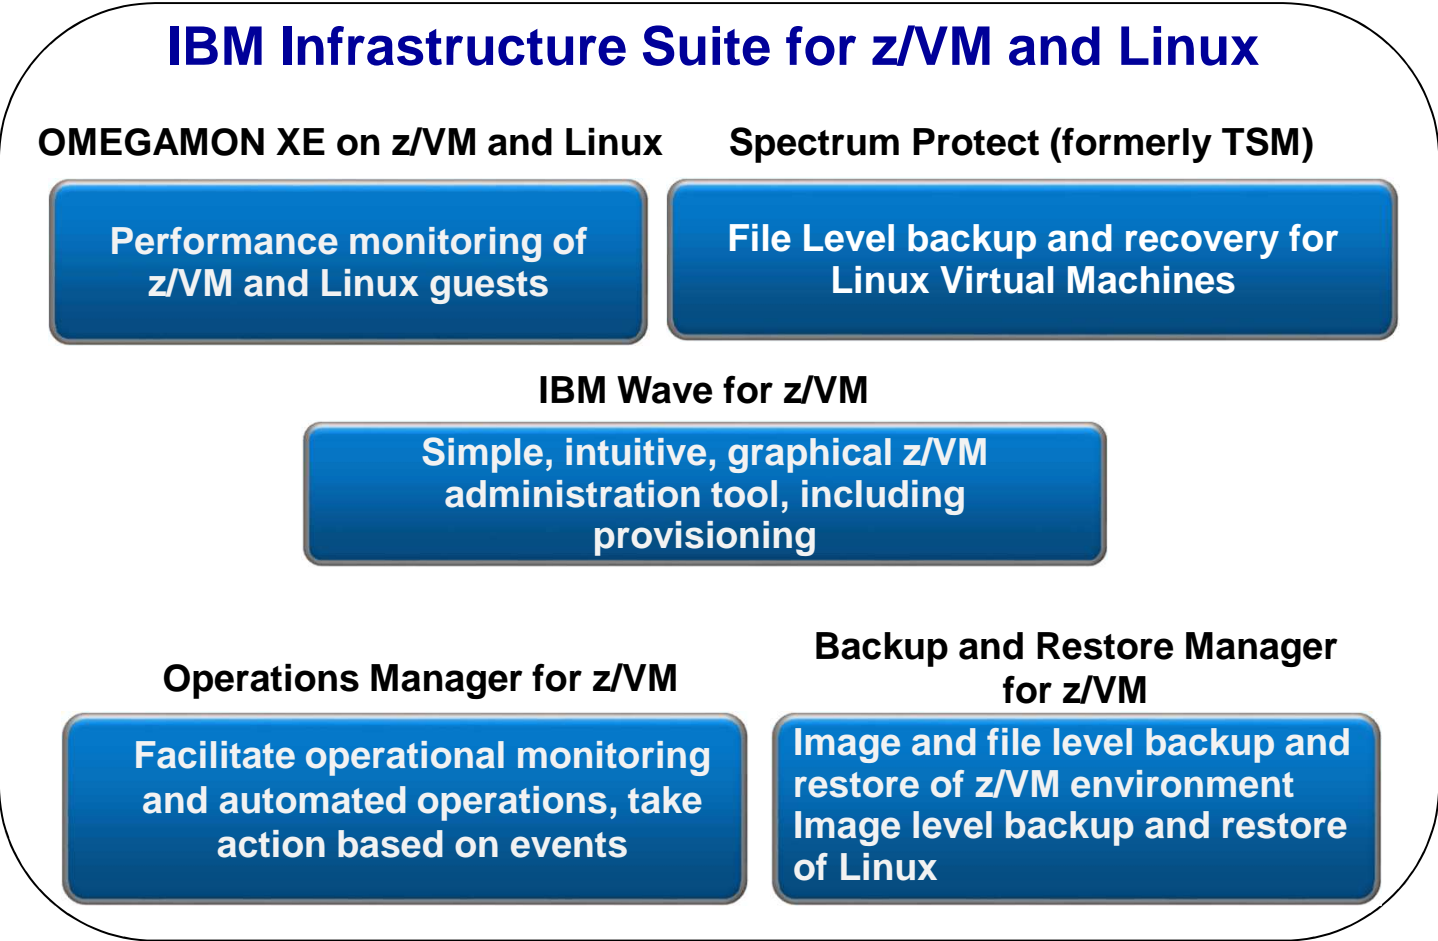 IBM Infrastructure Suite for z/VM and Linux
OMEGAMON XE on z/VM and Linux
Performance monitoring of
z/VM and Linux guests
Spectrum Protect (formerly TSM)
File Level backup and recovery for
Linux Virtual Machines
IBM Wave for z/VM
Simple, intuitive, graphical z/VM
administration tool, including
provisioning
Operations Manager for z/VM
Facilitate operational monitoring
and automated operations, take
action based on events
Backup and Restore Manager
for z/VM
Image and file level backup and
restore of z/VM environment
Image level backup and restore
of Linux